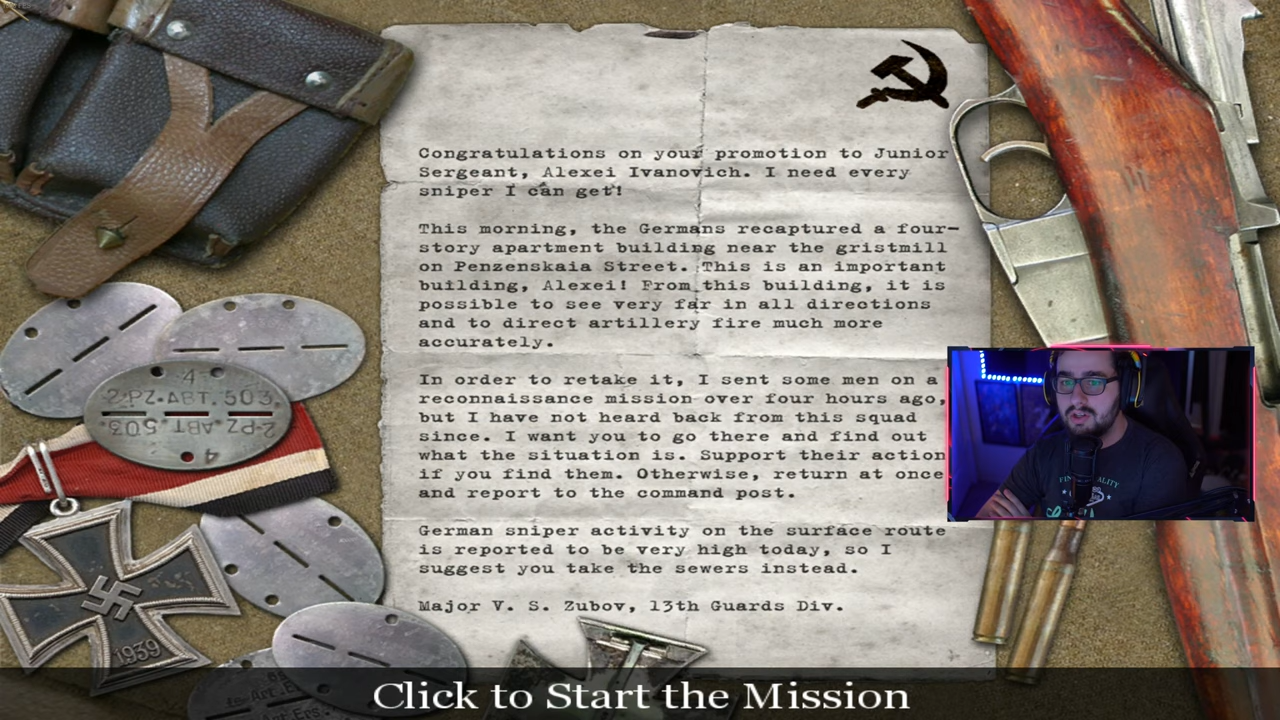 Congratulations on your promotion to Junior
Sergeant, Alexei Ivanovich. I need every
sniper I can get!
This morning, the Germans recaptured a four-
story apartment building near the gristmill
on Penzenskaia Street. This is an important
building, Alexei! From this building, it is
possible to see very far in all directions
and to direct artillery fire much more
accurately.
In order to retake it, I sent some men on a
reconnaissance mission over four hours ago,
but I have not heard back from this squad
since. I want you to go there and find out
what the situation is. Support their action
if you find them. Otherwise, return at once
and report to the command post.
German sniper activity on the surface route
is reported to be very high today, so I
suggest you take the sewers instead.
Major V. S. Zubov, 13th Guards Div.
4
2-PZ.ABT.503.
2-PZ.ABT.503.
4
1939
Click to Start the Mission